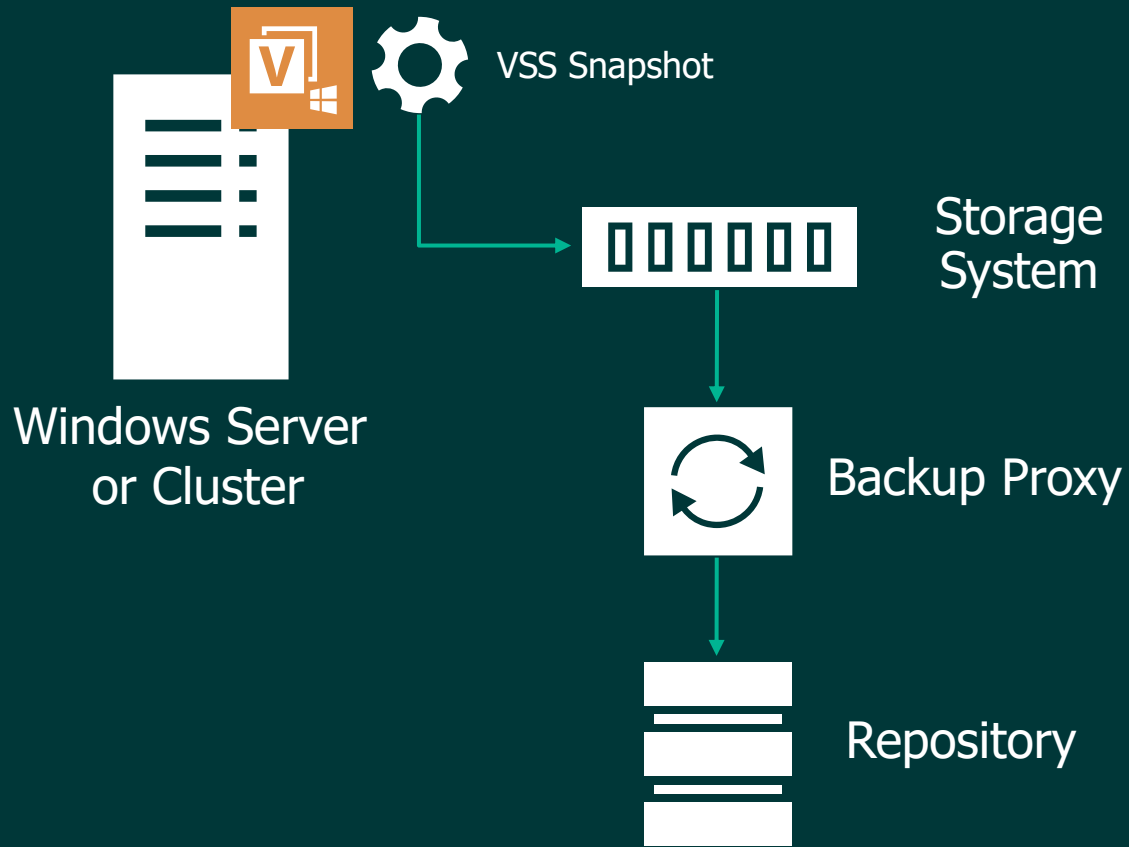 V
VSS Snapshot
Storage
System
Windows Server
or Cluster
Backup Proxy
Repository